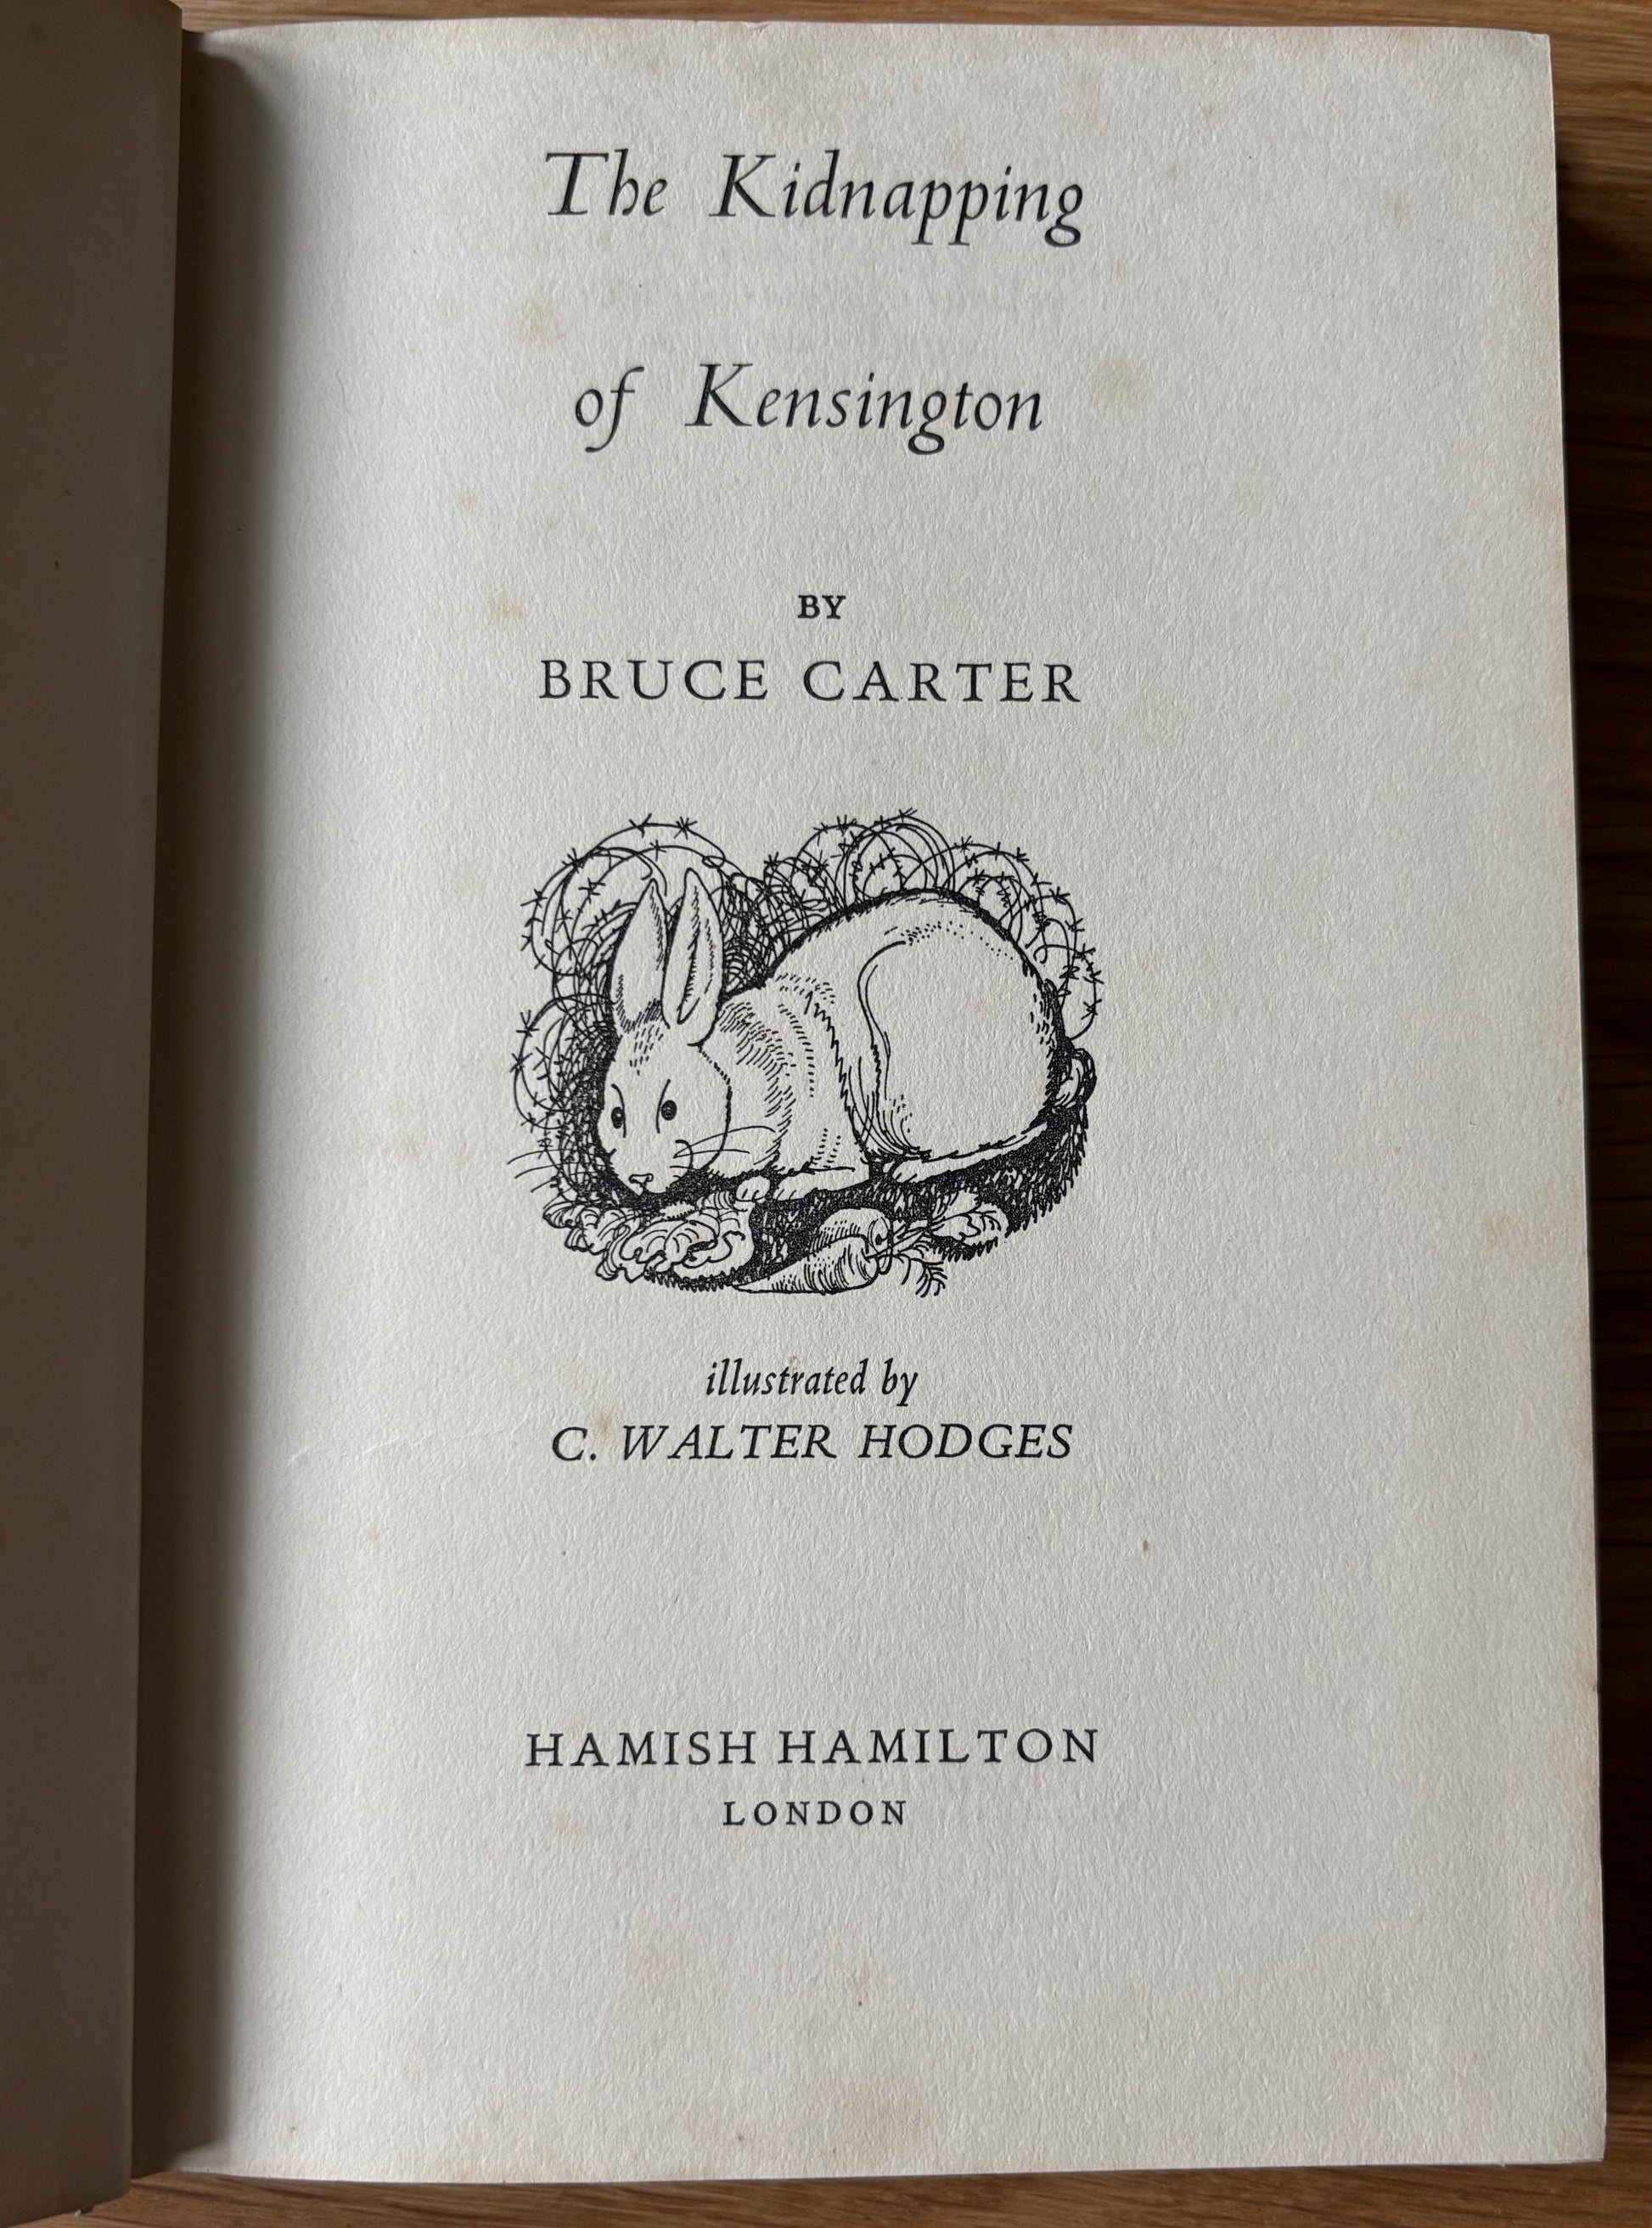 The Kidnapping
of Kensington
BY
BRUCE CARTER
illustrated by
C. WALTER HODGES
HAMISH HAMILTON
LONDON